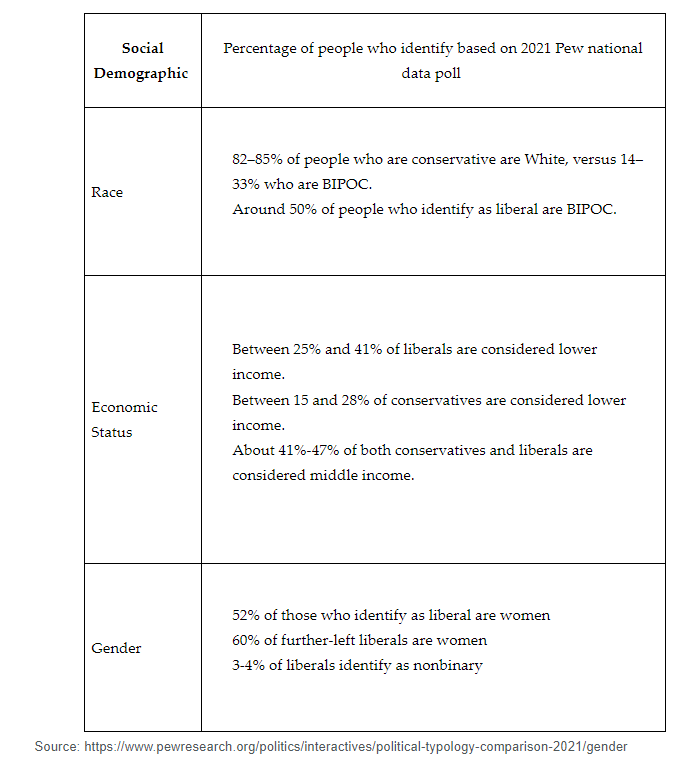 Social
Demographic
Percentage of people who identify based on 2021 Pew national
data poll
Race
82–85% of people who are conservative are White, versus 14–
33% who are BIPOC.
Around 50% of people who identify as liberal are BIPOC.
Economic
Status
Between 25% and 41% of liberals are considered lower
income.
Between 15 and 28% of conservatives are considered lower
income.
About 41%-47% of both conservatives and liberals are
considered middle income.
Gender
52% of those who identify as liberal are women
60% of further-left liberals are women
3-4% of liberals identify as nonbinary
Source: https://www.pewresearch.org/politics/interactives/political-typology-comparison-2021/gender